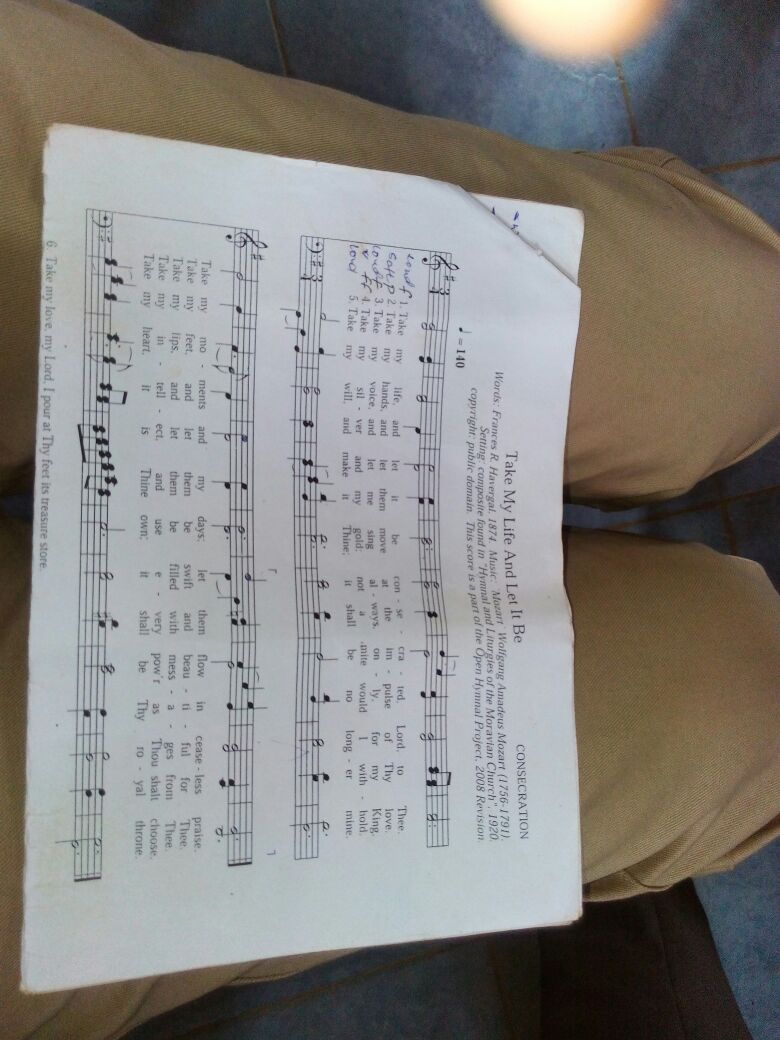 CONSECRATION
Take My Life And Let It Be
Words: Frances R. Havergal, 1874. Music: 'Mozart', Wolfgang Amadeus Mozart (1756-1791).
Setting: composite found in "Hymnal and Liturgies of the Moravian Church", 1920.
copyright: public domain. This score is a part of the Open Hymnal Project, 2008 Revision.
♩ = 140
3 4
loud f 1. Take my life, and let it be con - se - cra - ted, Lord, to Thee.
soft p 2. Take my hands, and let them move at the im - pulse of Thy love.
loud f 3. Take my voice, and let me sing al - ways, on - ly, for my King.
ff 4. Take my sil - ver and my gold; not a mite would I with - hold.
loud 5. Take my will, and make it Thine; it shall be no long - er mine.
3 4
Take my mo - ments and my days; let them flow in cease - less praise.
Take my feet, and let them be swift and beau - ti - ful for Thee.
Take my lips, and let them be filled with mess - a - ges from Thee.
Take my in - tell - ect, and use e - very pow'r as Thou shalt choose.
Take my heart, it is Thine own; it shall be Thy ro - yal throne.
6. Take my love, my Lord, I pour at Thy feet its treasure store.